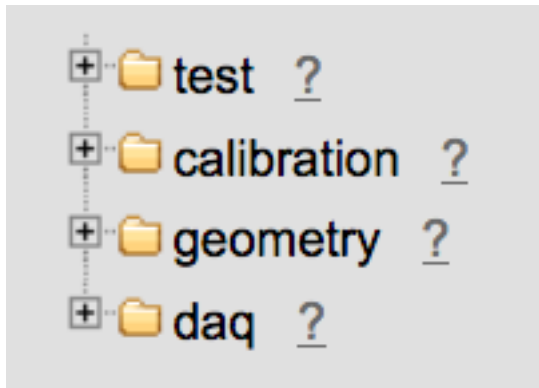 test ?
calibration ?
geometry ?
daq ?